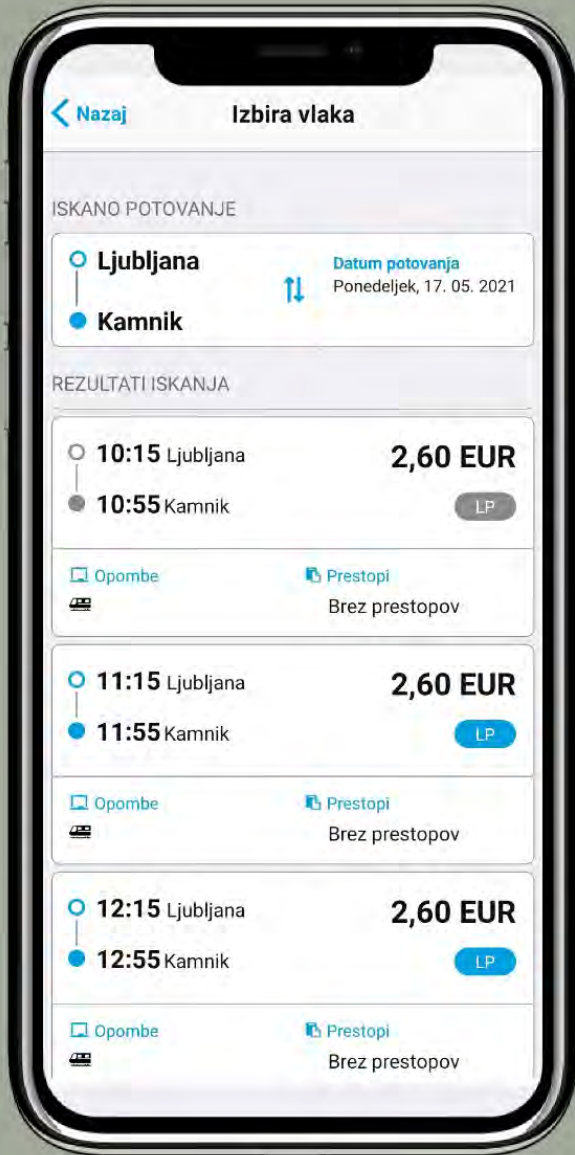 Nazaj Izbira vlaka
ISKANO POTOVANJE
Ljubljana
Kamnik
Datum potovanja
Ponedeljek, 17. 05. 2021
REZULTATI ISKANJA
10:15 Ljubljana 2,60 EUR
10:55 Kamnik LP
Opombe Prestopi
Brez prestopov
11:15 Ljubljana 2,60 EUR
11:55 Kamnik LP
Opombe Prestopi
Brez prestopov
12:15 Ljubljana 2,60 EUR
12:55 Kamnik LP
Opombe Prestopi
Brez prestopov